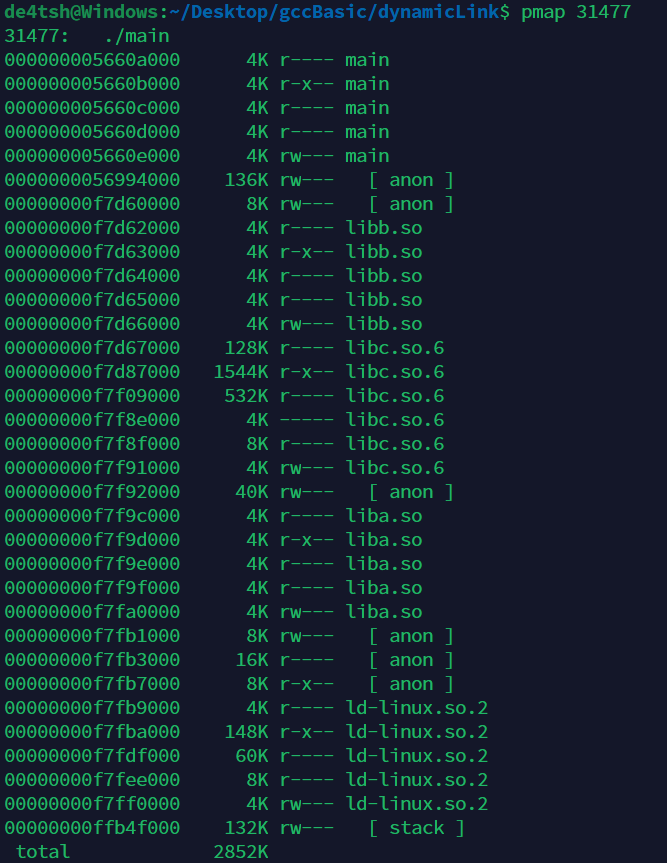 de4tsh@Windows:~/Desktop/gccBasic/dynamicLink$ pmap 31477
31477:   ./main
000000005660a000      4K r---- main
000000005660b000      4K r-x-- main
000000005660c000      4K r---- main
000000005660d000      4K r---- main
000000005660e000      4K rw--- main
0000000056994000    136K rw---   [ anon ]
00000000f7d60000      8K rw---   [ anon ]
00000000f7d62000      4K r---- libb.so
00000000f7d63000      4K r-x-- libb.so
00000000f7d64000      4K r---- libb.so
00000000f7d65000      4K r---- libb.so
00000000f7d66000      4K rw--- libb.so
00000000f7d67000    128K r---- libc.so.6
00000000f7d87000   1544K r-x-- libc.so.6
00000000f7f09000    532K r---- libc.so.6
00000000f7f8e000      4K ----- libc.so.6
00000000f7f8f000      8K r---- libc.so.6
00000000f7f91000      4K rw--- libc.so.6
00000000f7f92000     40K rw---   [ anon ]
00000000f7f9c000      4K r---- liba.so
00000000f7f9d000      4K r-x-- liba.so
00000000f7f9e000      4K r---- liba.so
00000000f7f9f000      4K r---- liba.so
00000000f7fa0000      4K rw--- liba.so
00000000f7fb1000      8K rw---   [ anon ]
00000000f7fb3000     16K r----   [ anon ]
00000000f7fb7000      8K r-x--   [ anon ]
00000000f7fb9000      4K r---- ld-linux.so.2
00000000f7fba000    148K r-x-- ld-linux.so.2
00000000f7fdf000     60K r---- ld-linux.so.2
00000000f7fee000      8K r---- ld-linux.so.2
00000000f7ff0000      4K rw--- ld-linux.so.2
00000000ffb4f000    132K rw---   [ stack ]
 total             2852K